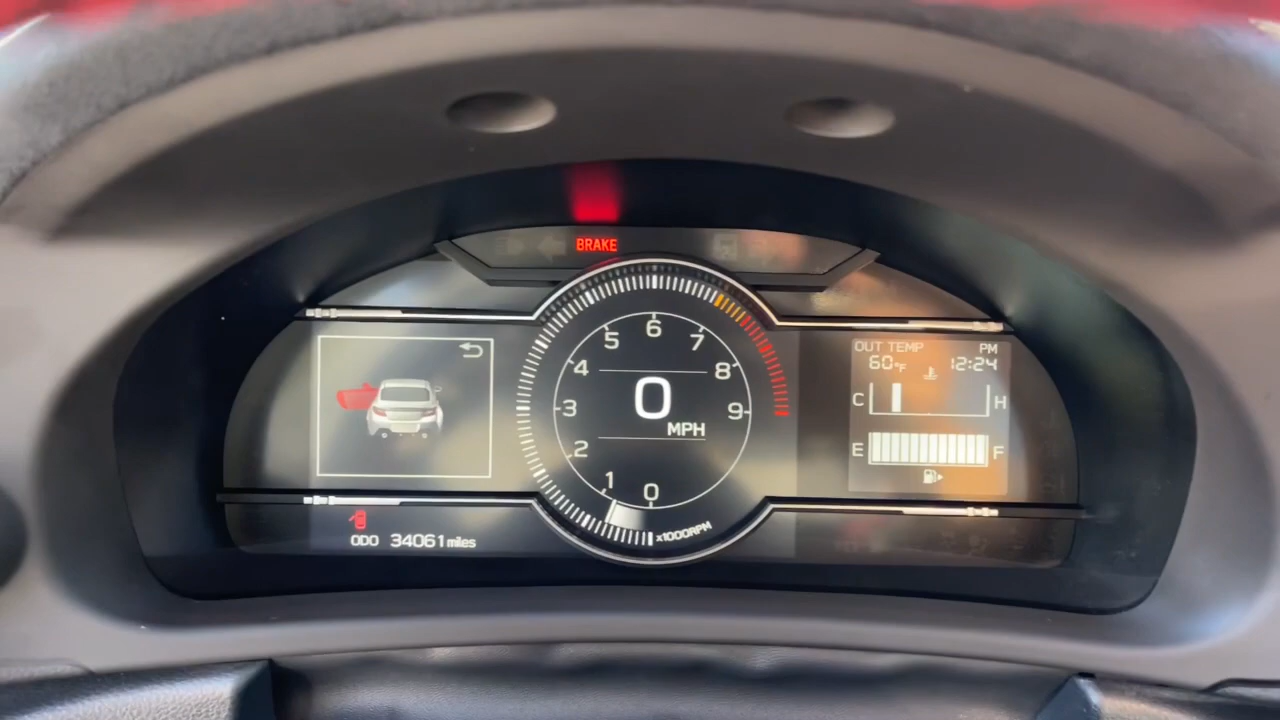 BRAKE
OUT TEMP PM
60°F 12:24
C H
E F
6
5 7
4 8
3 9
2
1 0
0
MPH
x1000RPM
ODO 34061 miles